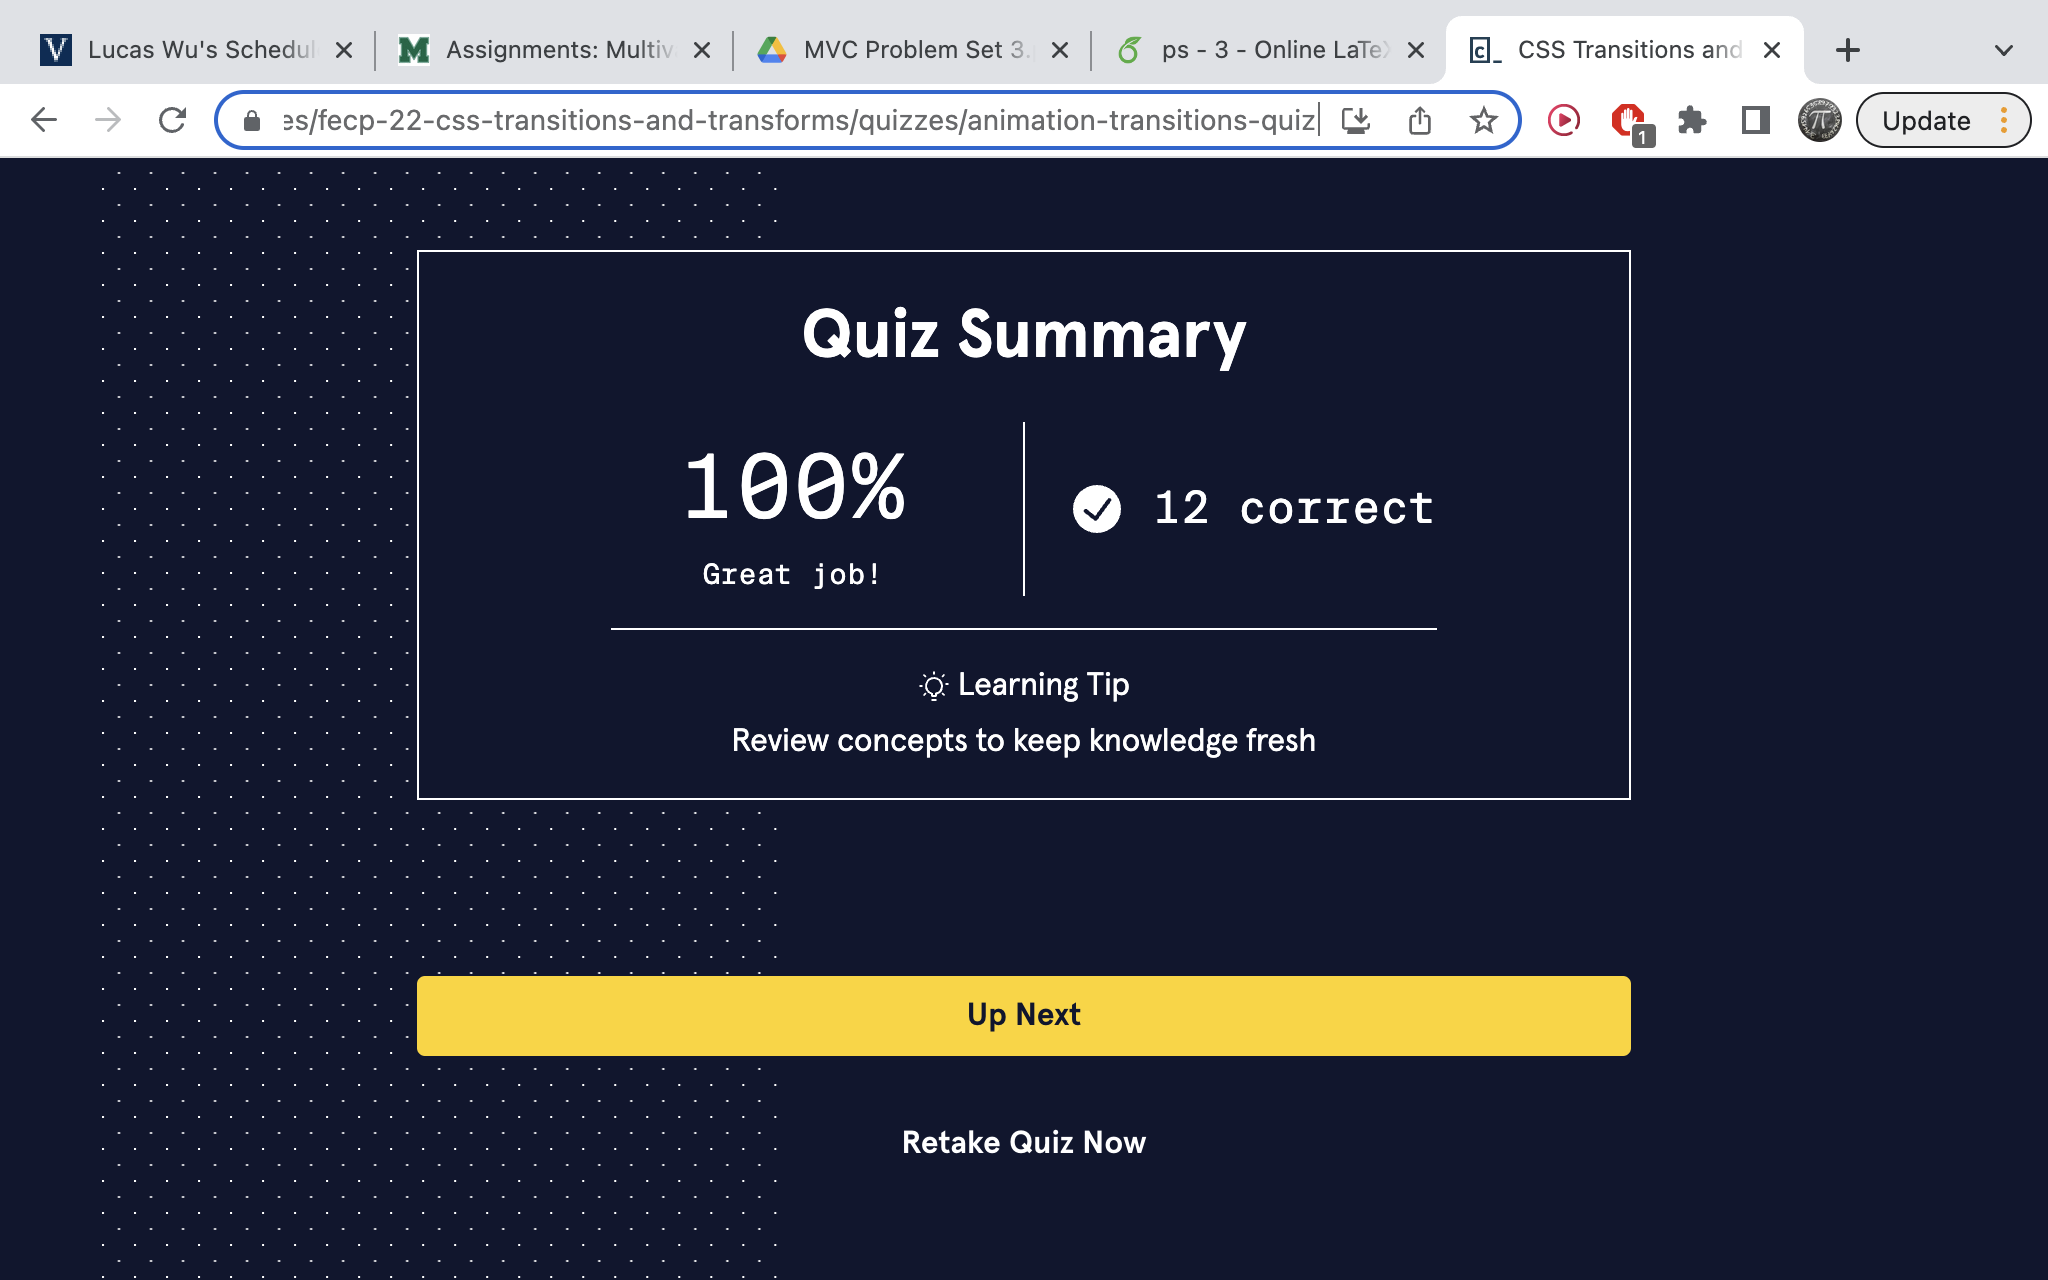 Lucas Wu's Schedul
Assignments: Multiv
MVC Problem Set 3.
ps - 3 - Online LaTeX
CSS Transitions and
es/fecp-22-css-transitions-and-transforms/quizzes/animation-transitions-quiz
1
Update
Quiz Summary
100%
Great job!
12 correct
Learning Tip
Review concepts to keep knowledge fresh
Up Next
Retake Quiz Now